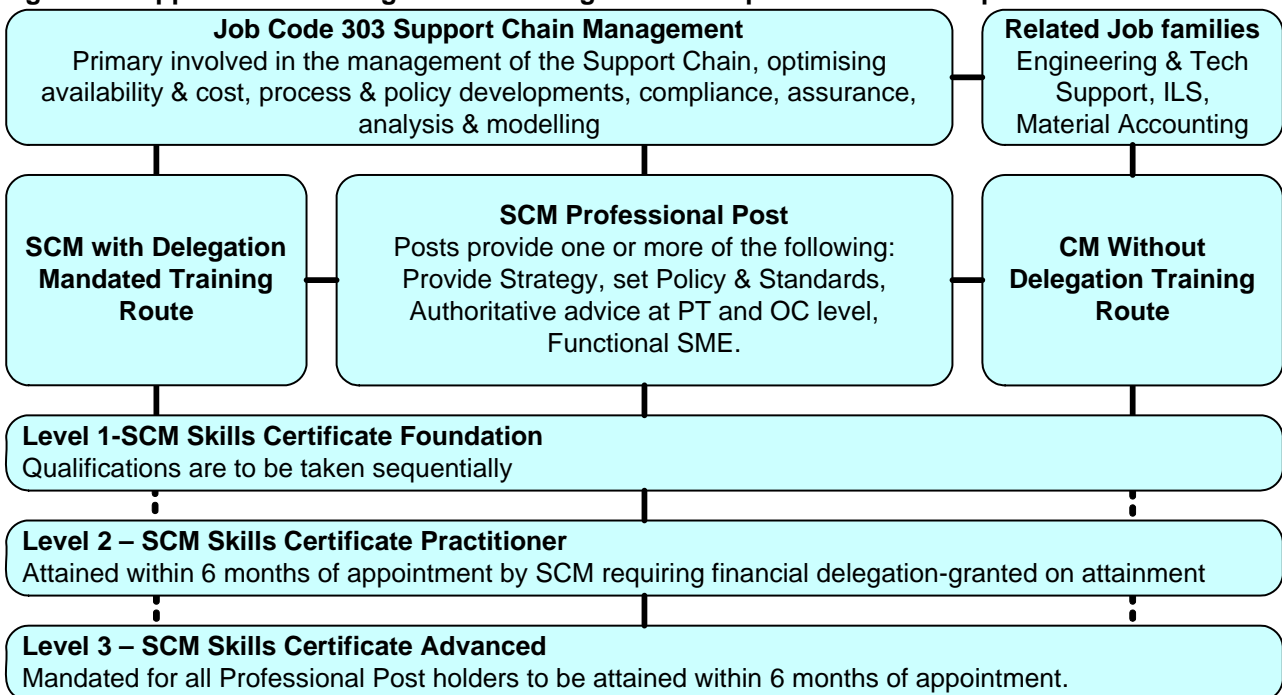 Job Code 303 Support Chain Management
Primary involved in the management of the Support Chain, optimising
availability & cost, process & policy developments, compliance, assurance,
analysis & modelling
Related Job families
Engineering & Tech
Support, ILS,
Material Accounting
SCM with Delegation
Mandated Training
Route
SCM Professional Post
Posts provide one or more of the following:
Provide Strategy, set Policy & Standards,
Authoritative advice at PT and OC level,
Functional SME.
CM Without
Delegation Training
Route
Level 1-SCM Skills Certificate Foundation
Qualifications are to be taken sequentially
Level 2 – SCM Skills Certificate Practitioner
Attained within 6 months of appointment by SCM requiring financial delegation-granted on attainment
Level 3 – SCM Skills Certificate Advanced
Mandated for all Professional Post holders to be attained within 6 months of appointment.